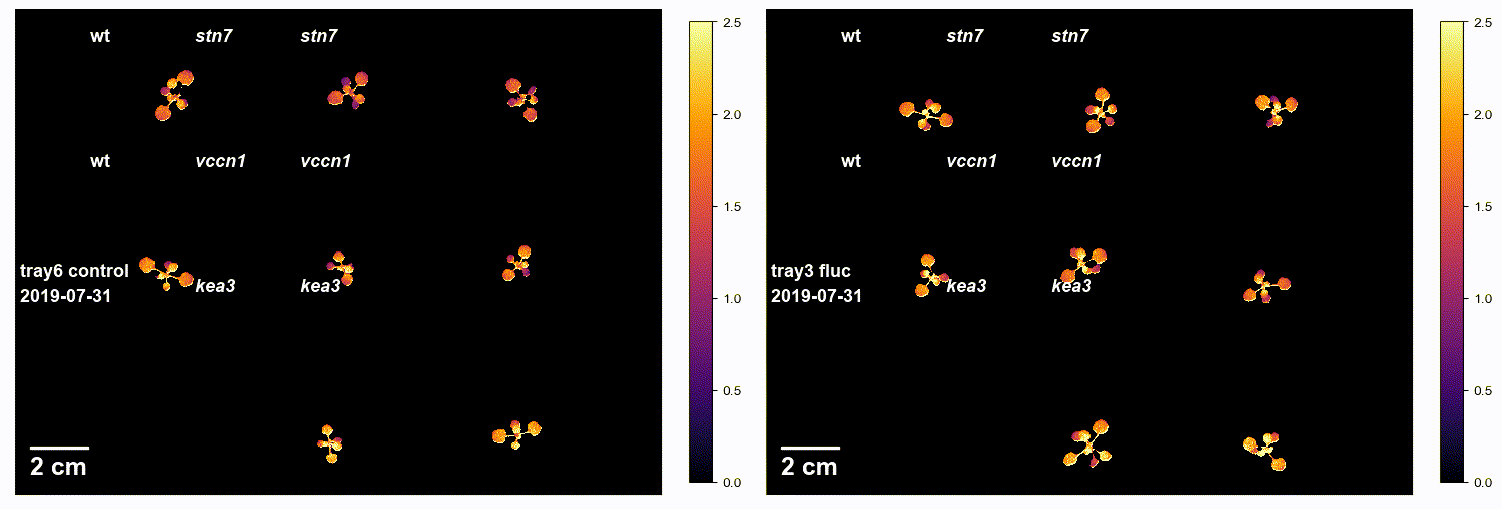 wt stn7 stn7
wt vccn1 vccn1
tray6 control
2019-07-31
kea3 kea3
2 cm
2.5
2.0
1.5
1.0
0.5
0.0
wt stn7 stn7
wt vccn1 vccn1
tray3 fluc
2019-07-31
kea3 kea3
2 cm
2.5
2.0
1.5
1.0
0.5
0.0